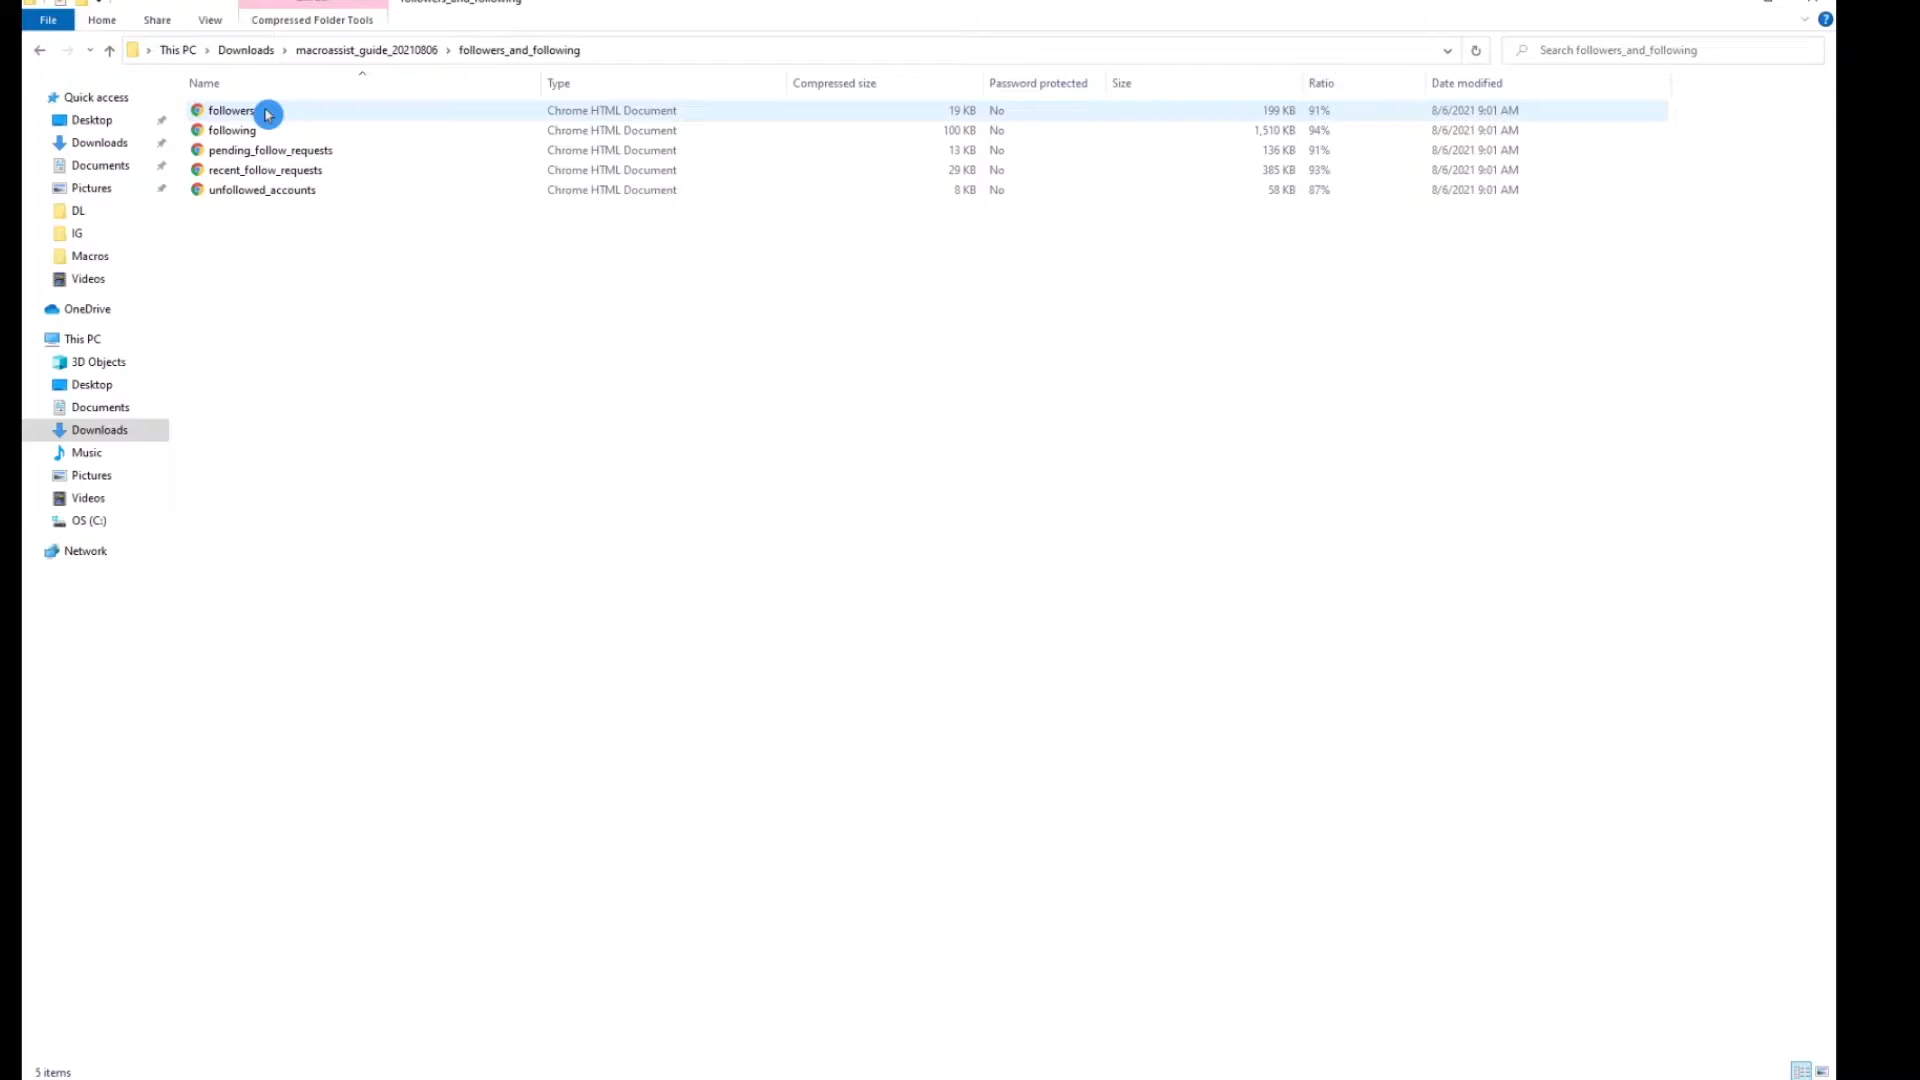 followers_and_following
File Home Share View Compressed Folder Tools
This PC Downloads macroassist_guide_20210806 followers_and_following Search followers_and_following
Name Type Compressed size Password protected Size Ratio Date modified
followers Chrome HTML Document 19 KB No 199 KB 91% 8/6/2021 9:01 AM
following Chrome HTML Document 100 KB No 1,510 KB 94% 8/6/2021 9:01 AM
pending_follow_requests Chrome HTML Document 13 KB No 136 KB 91% 8/6/2021 9:01 AM
recent_follow_requests Chrome HTML Document 29 KB No 385 KB 93% 8/6/2021 9:01 AM
unfollowed_accounts Chrome HTML Document 8 KB No 58 KB 87% 8/6/2021 9:01 AM
Quick access
Desktop
Downloads
Documents
Pictures
DL
IG
Macros
Videos
OneDrive
This PC
3D Objects
Desktop
Documents
Downloads
Music
Pictures
Videos
OS (C:)
Network
5 items